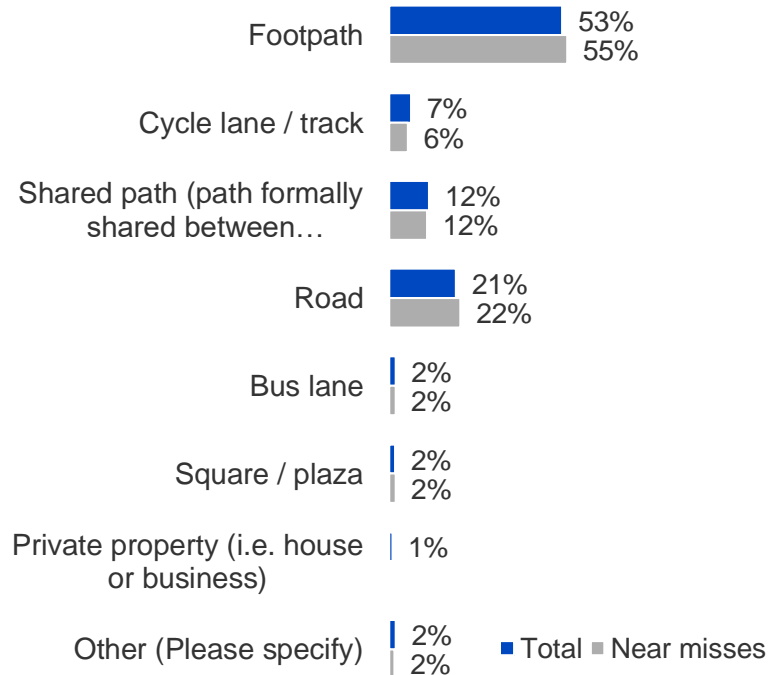 Footpath
53%
55%
Cycle lane / track
7%
6%
Shared path (path formally
shared between…
12%
12%
Road
21%
22%
Bus lane
2%
2%
Square / plaza
2%
2%
Private property (i.e. house
or business)
1%
Other (Please specify)
2%
2%
Total
Near misses